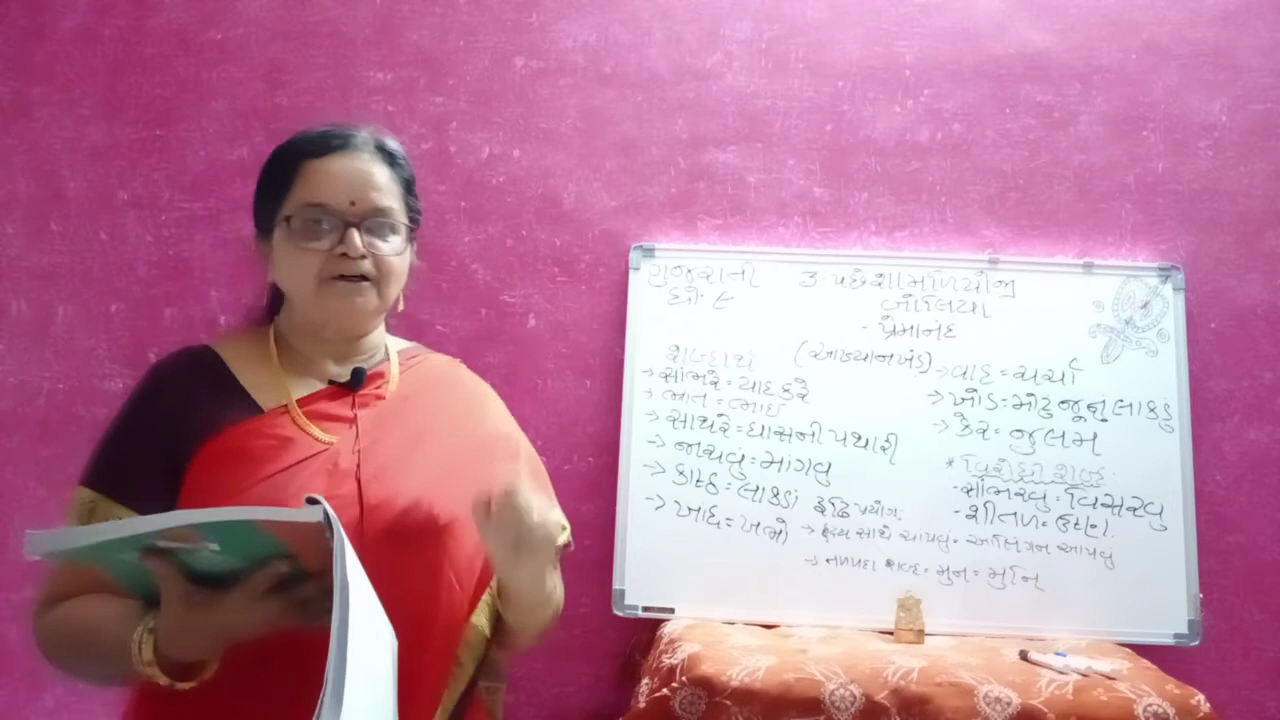 ગુજરાતી
ધો. ૯
૩. પછે શામળિયોજી
બોલિયા
- પ્રેમાનંદ
(આખ્યાનખંડ)
શબ્દાર્થ
→ સાંભરે = યાદ કરે
→ ભ્રાત = ભાઈ
→ સાથરે = ઘાસની પથારી
→ જાચવું = માંગવુ
→ કાષ્ઠ = લાકડાં
→ ખાંધ = ખભો
→ વાદ = ચર્ચા
→ ખોડ = મોટુ જૂનું લાકડું
→ કેર = જુલમ
* વિરોધી શબ્દ:
- સાંભરવુ = વિસરવુ
- શીતળ = ઉષ્ણ.
રૂઢિ પ્રયોગ:
→ હૃદય સાથે ચાંપવું = આલિંગન આપવું
→ તળપદા શબ્દ = મુન = મુનિ